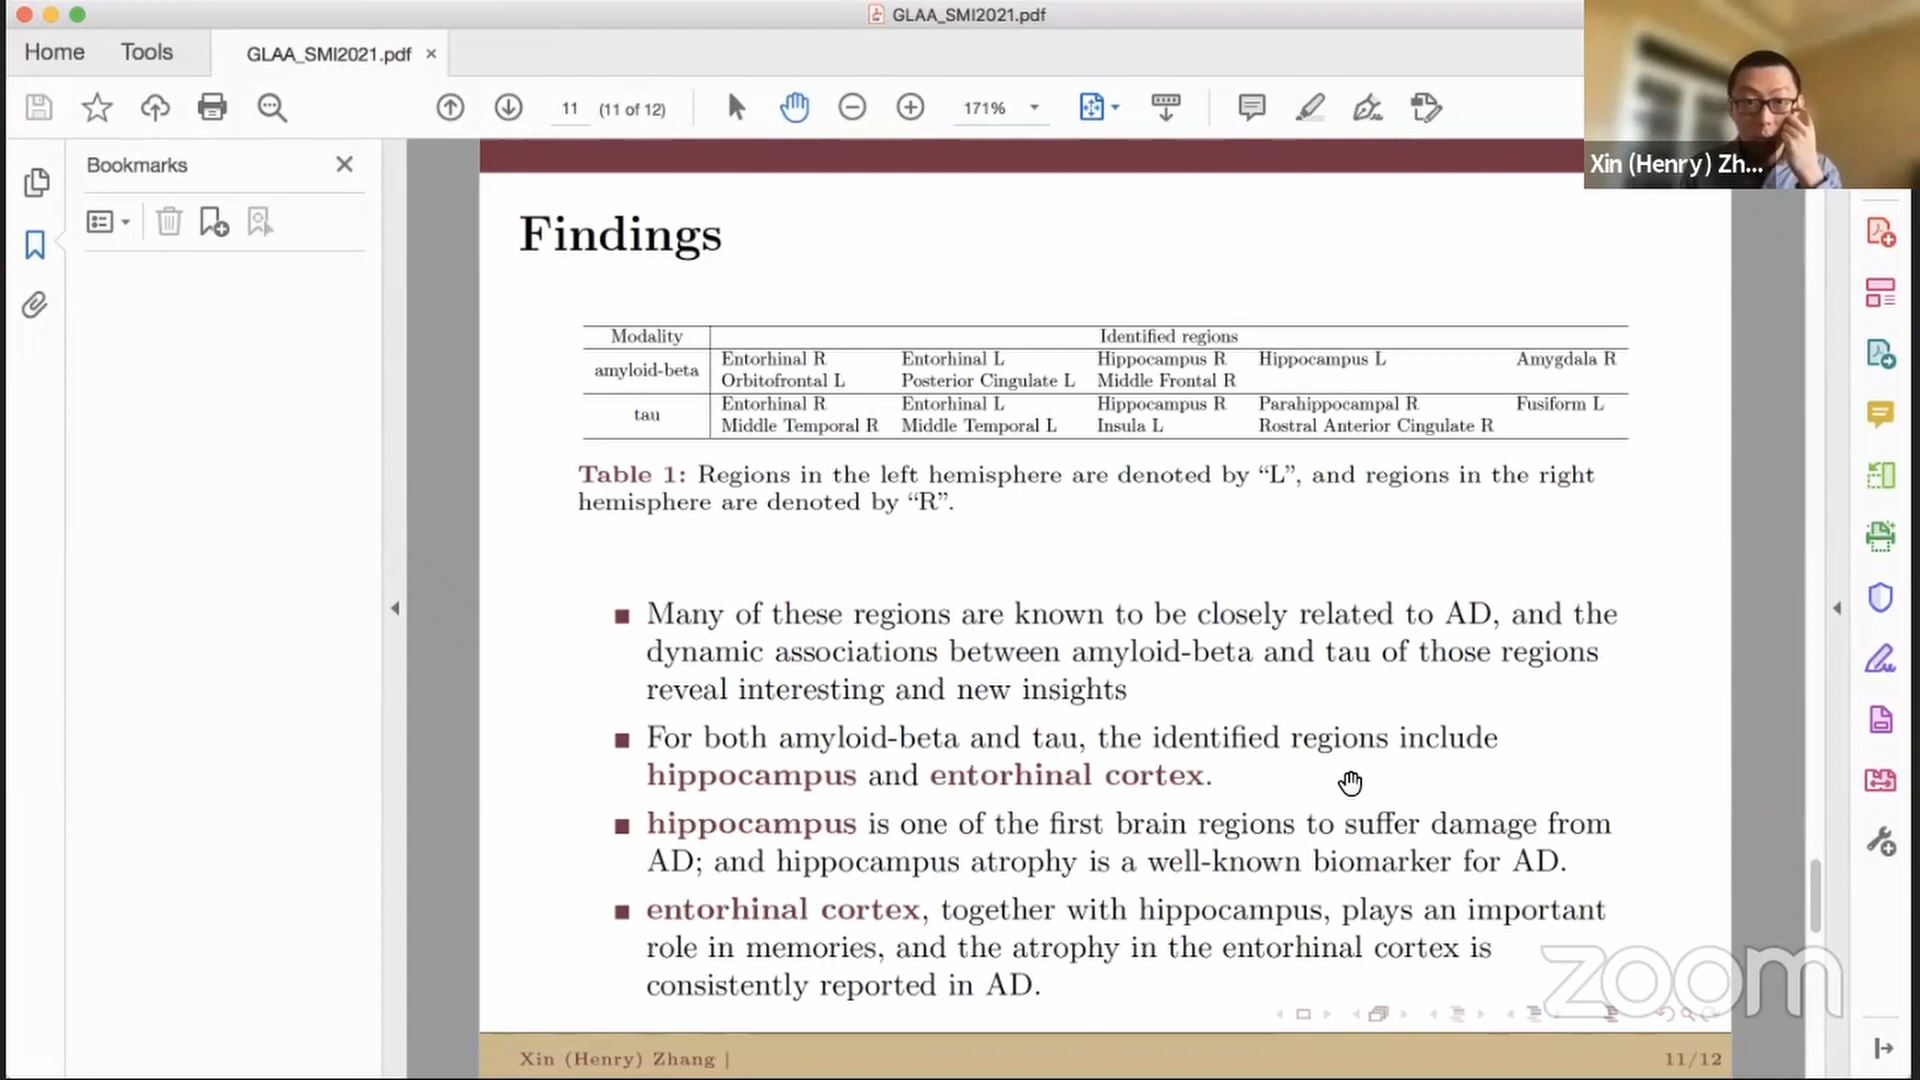 GLAA_SMI2021.pdf
Home Tools GLAA_SMI2021.pdf ×
11 (11 of 12) 171%
Xin (Henry) Zh...
Bookmarks
Findings
Modality Identified regions
amyloid-beta
Entorhinal R Entorhinal L Hippocampus R Hippocampus L Amygdala R
Orbitofrontal L Posterior Cingulate L Middle Frontal R
tau
Entorhinal R Entorhinal L Hippocampus R Parahippocampal R Fusiform L
Middle Temporal R Middle Temporal L Insula L Rostral Anterior Cingulate R
Table 1: Regions in the left hemisphere are denoted by “L”, and regions in the right
hemisphere are denoted by “R”.
Many of these regions are known to be closely related to AD, and the
dynamic associations between amyloid-beta and tau of those regions
reveal interesting and new insights
For both amyloid-beta and tau, the identified regions include
hippocampus and entorhinal cortex.
hippocampus is one of the first brain regions to suffer damage from
AD; and hippocampus atrophy is a well-known biomarker for AD.
entorhinal cortex, together with hippocampus, plays an important
role in memories, and the atrophy in the entorhinal cortex is
consistently reported in AD.
zoom
Xin (Henry) Zhang | 11/12